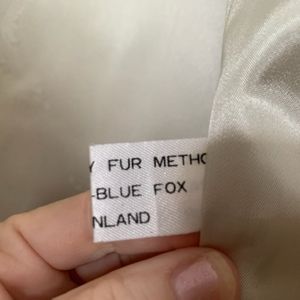 Y FUR METHO
-BLUE FOX
NLAND